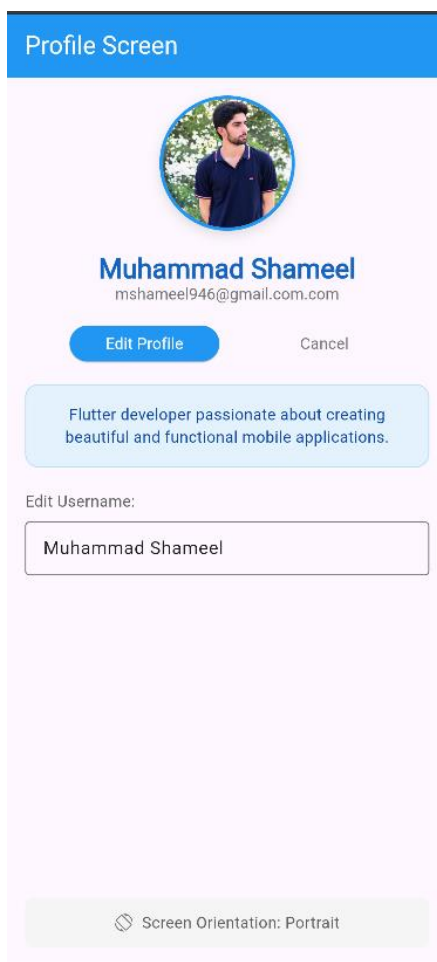 Profile Screen
Muhammad Shameel
mshameel946@gmail.com.com
Edit Profile
Cancel
Flutter developer passionate about creating
beautiful and functional mobile applications.
Edit Username:
Muhammad Shameel
Screen Orientation: Portrait